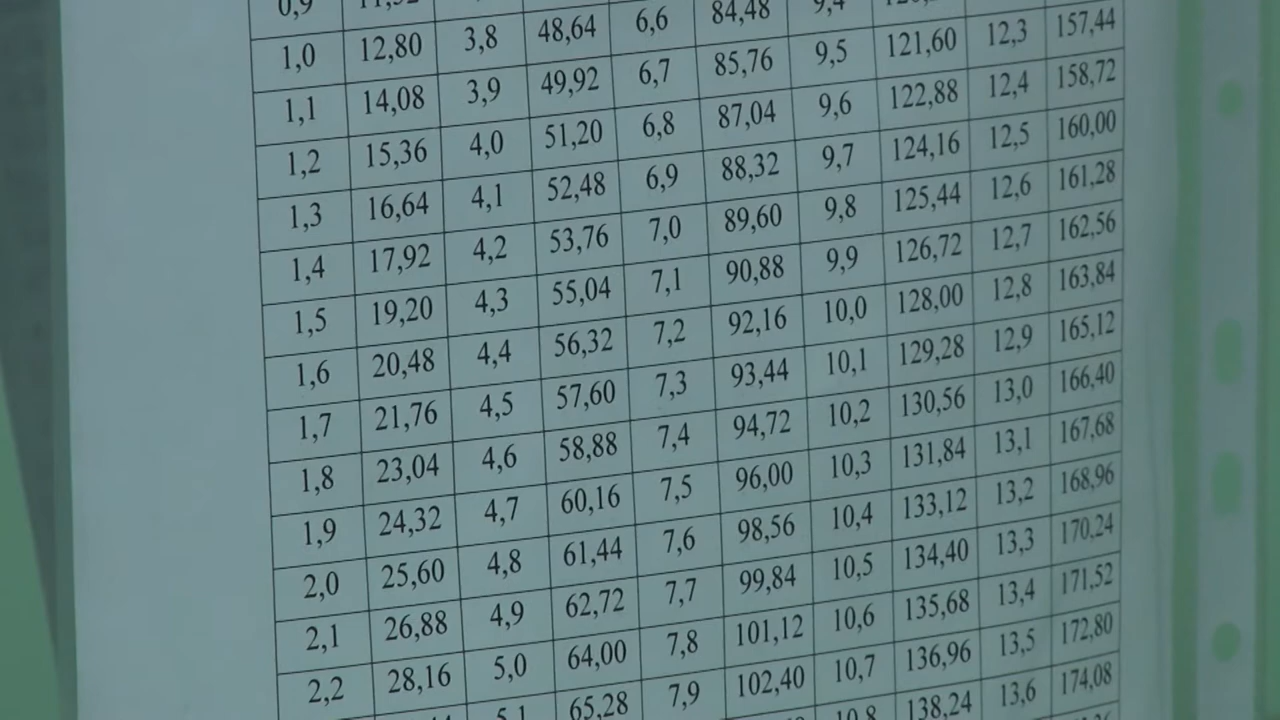 0,9 11,52
1,0 12,80 3,8 48,64 6,6 84,48 9,4
1,1 14,08 3,9 49,92 6,7 85,76 9,5 121,60 12,3 157,44
1,2 15,36 4,0 51,20 6,8 87,04 9,6 122,88 12,4 158,72
1,3 16,64 4,1 52,48 6,9 88,32 9,7 124,16 12,5 160,00
1,4 17,92 4,2 53,76 7,0 89,60 9,8 125,44 12,6 161,28
1,5 19,20 4,3 55,04 7,1 90,88 9,9 126,72 12,7 162,56
1,6 20,48 4,4 56,32 7,2 92,16 10,0 128,00 12,8 163,84
1,7 21,76 4,5 57,60 7,3 93,44 10,1 129,28 12,9 165,12
1,8 23,04 4,6 58,88 7,4 94,72 10,2 130,56 13,0 166,40
1,9 24,32 4,7 60,16 7,5 96,00 10,3 131,84 13,1 167,68
2,0 25,60 4,8 61,44 7,6 98,56 10,4 133,12 13,2 168,96
2,1 26,88 4,9 62,72 7,7 99,84 10,5 134,40 13,3 170,24
2,2 28,16 5,0 64,00 7,8 101,12 10,6 135,68 13,4 171,52
5,1 65,28 7,9 102,40 10,7 136,96 13,5 172,80
10,8 138,24 13,6 174,08